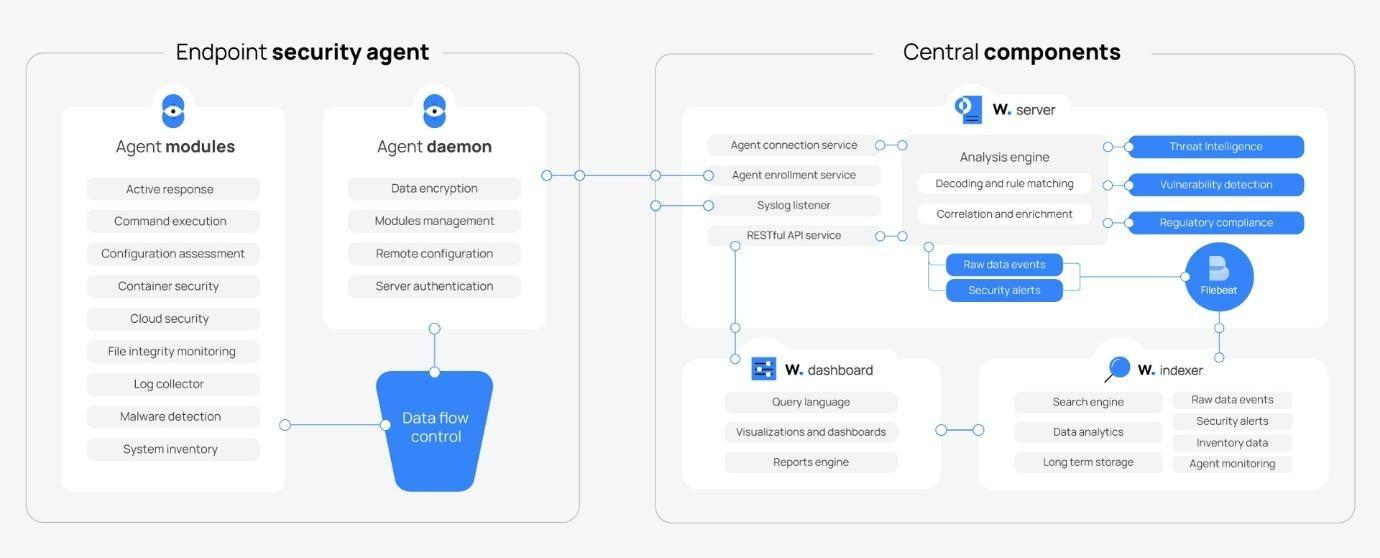 Endpoint security agent
Agent modules
Active response
Command execution
Configuration assessment
Container security
Cloud security
File integrity monitoring
Log collector
Malware detection
System inventory
Agent daemon
Data encryption
Modules management
Remote configuration
Server authentication
Data flow
control
Central components
W. server
Agent connection service
Agent enrollment service
Syslog listener
RESTful API service
Analysis engine
Decoding and rule matching
Correlation and enrichment
Threat Intelligence
Vulnerability detection
Regulatory compliance
Raw data events
Security alerts
Filebeat
W. dashboard
Query language
Visualizations and dashboards
Reports engine
W. indexer
Search engine
Data analytics
Long term storage
Raw data events
Security alerts
Inventory data
Agent monitoring